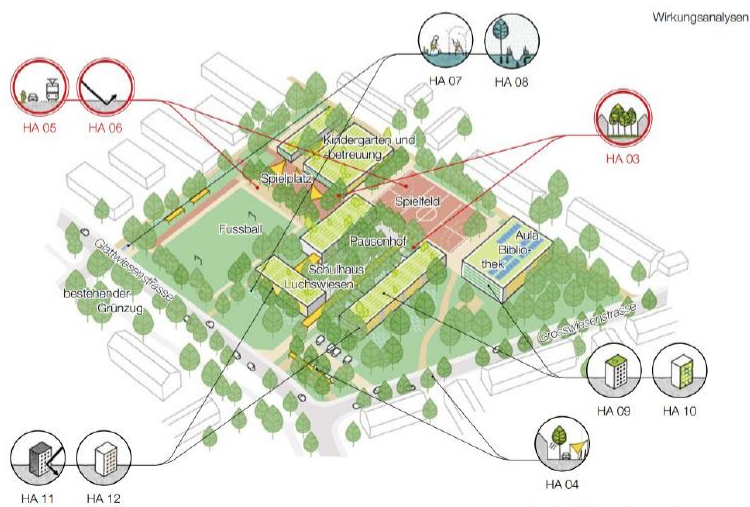 Wirkungsanalysen
HA 07
HA 08
HA 05
HA 06
HA 03
Kindergarten und
betreuung
Spielplatz
Spielfeld
Fussball
Pausenhof
Aula
Biblio-
thek
Glattwiesenstrasse
Schulhaus
Luchswiesen
bestehender
Grünzug
Grosswiesenstrasse
HA 09
HA 10
HA 04
HA 11
HA 12